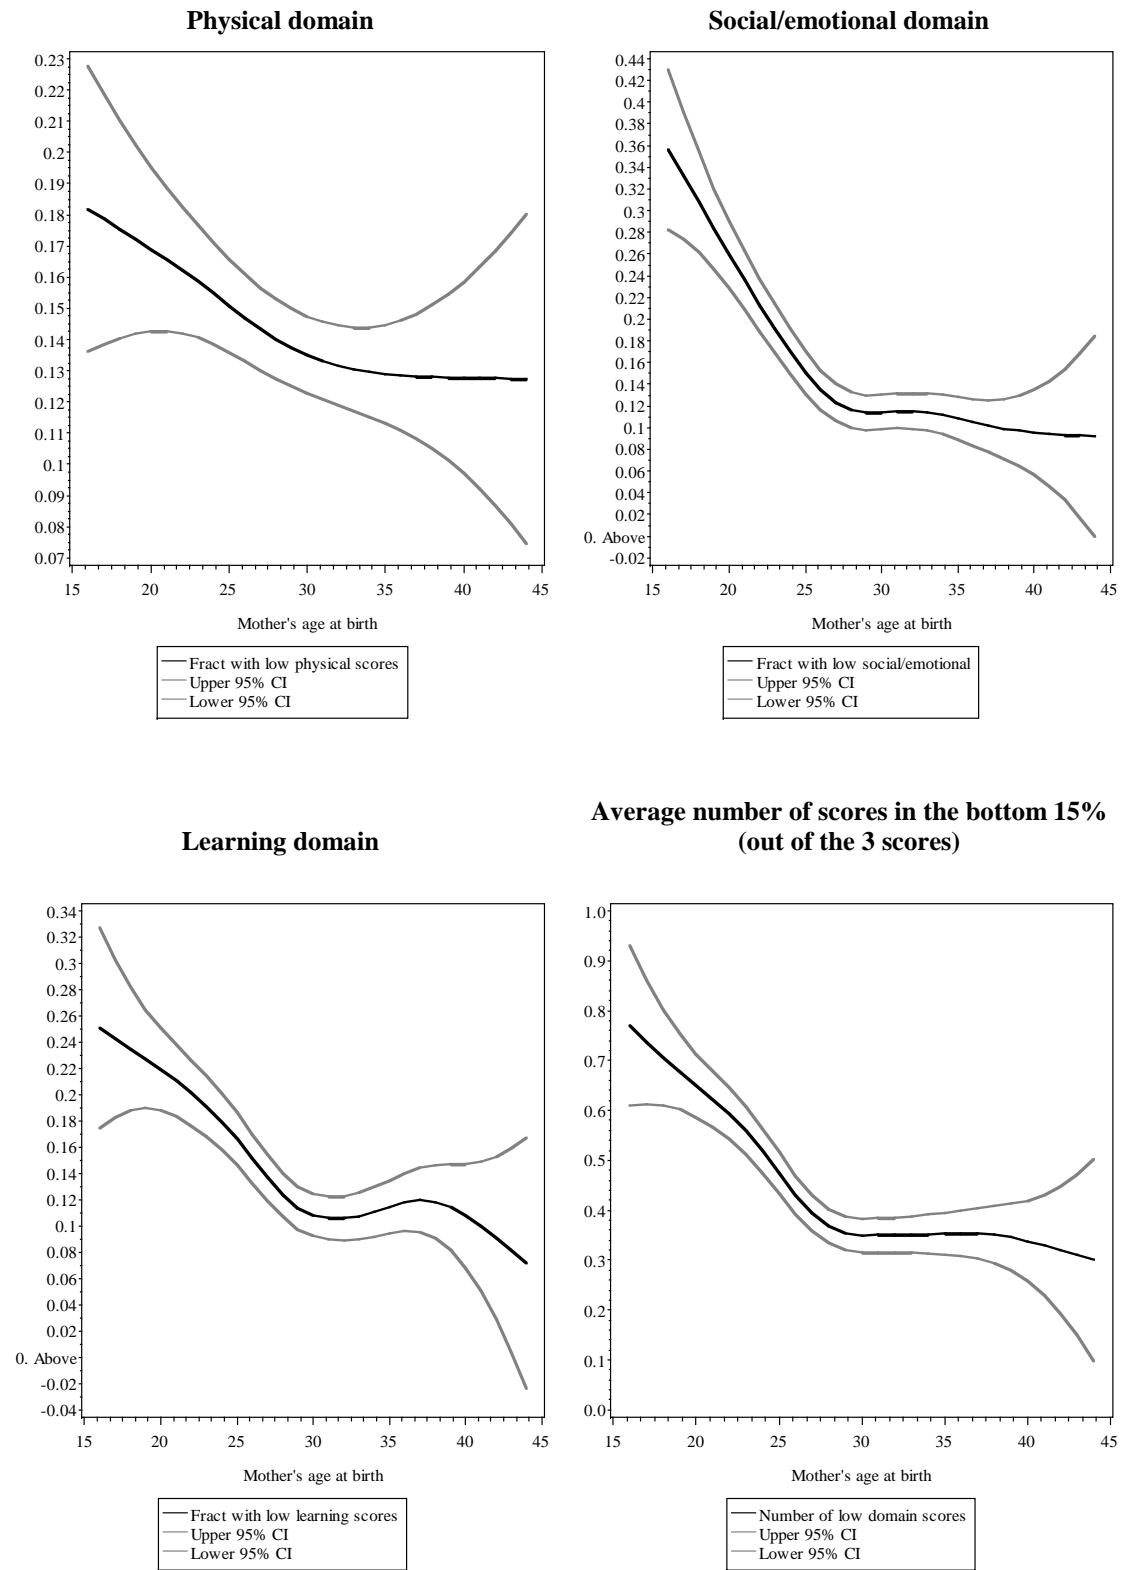 Physical domain
0.23
0.22
0.21
0.2
0.19
0.18
0.17
0.16
0.15
0.14
0.13
0.12
0.11
0.1
0.09
0.08
0.07
15 20 25 30 35 40 45
Mother's age at birth
Fract with low physical scores
Upper 95% CI
Lower 95% CI
Social/emotional domain
0.44
0.42
0.4
0.38
0.36
0.34
0.32
0.3
0.28
0.26
0.24
0.22
0.2
0.18
0.16
0.14
0.12
0.1
0.08
0.06
0.04
0.02
0. Above
-0.02
15 20 25 30 35 40 45
Mother's age at birth
Fract with low social/emotional
Upper 95% CI
Lower 95% CI
Learning domain
0.34
0.32
0.3
0.28
0.26
0.24
0.22
0.2
0.18
0.16
0.14
0.12
0.1
0.08
0.06
0.04
0.02
0. Above
-0.02
-0.04
15 20 25 30 35 40 45
Mother's age at birth
Fract with low learning scores
Upper 95% CI
Lower 95% CI
Average number of scores in the bottom 15%
(out of the 3 scores)
1.0
0.9
0.8
0.7
0.6
0.5
0.4
0.3
0.2
0.1
0.0
15 20 25 30 35 40 45
Mother's age at birth
Number of low domain scores
Upper 95% CI
Lower 95% CI